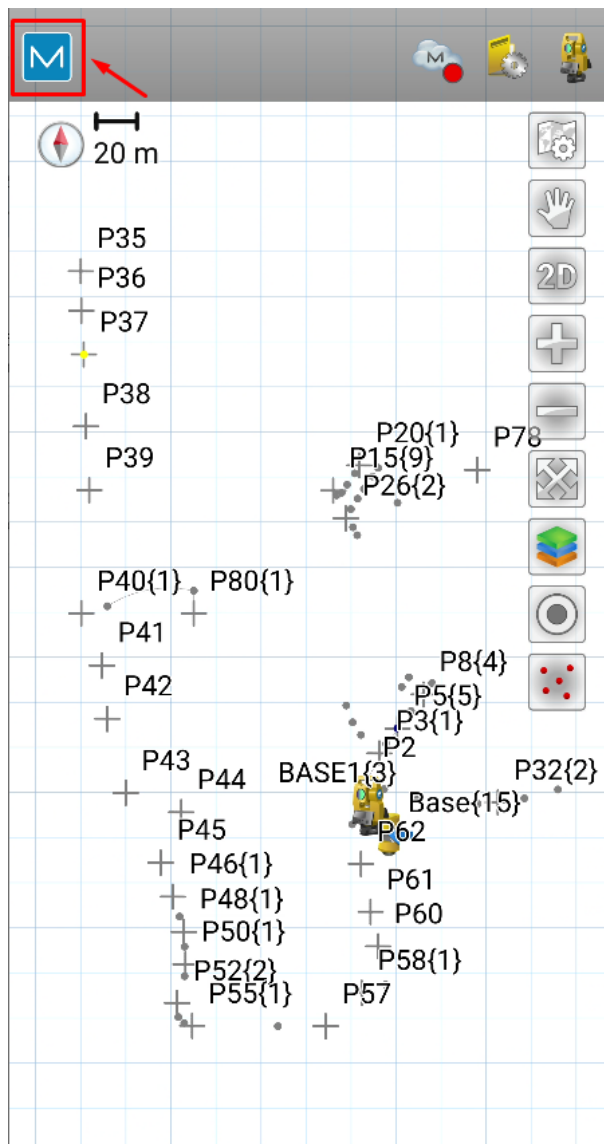 M
M
20 m
2D
P35
P36
P37
P38
P39
P20{1}
P78
P15{9}
P26{2}
P40{1}
P80{1}
P41
P42
P8{4}
P5{5}
P3{1}
P2
P43
P44
BASE1{3}
P32{2}
Base{15}
P45
P62
P46{1}
P61
P48{1}
P60
P50{1}
P52{2}
P58{1}
P55{1}
P57